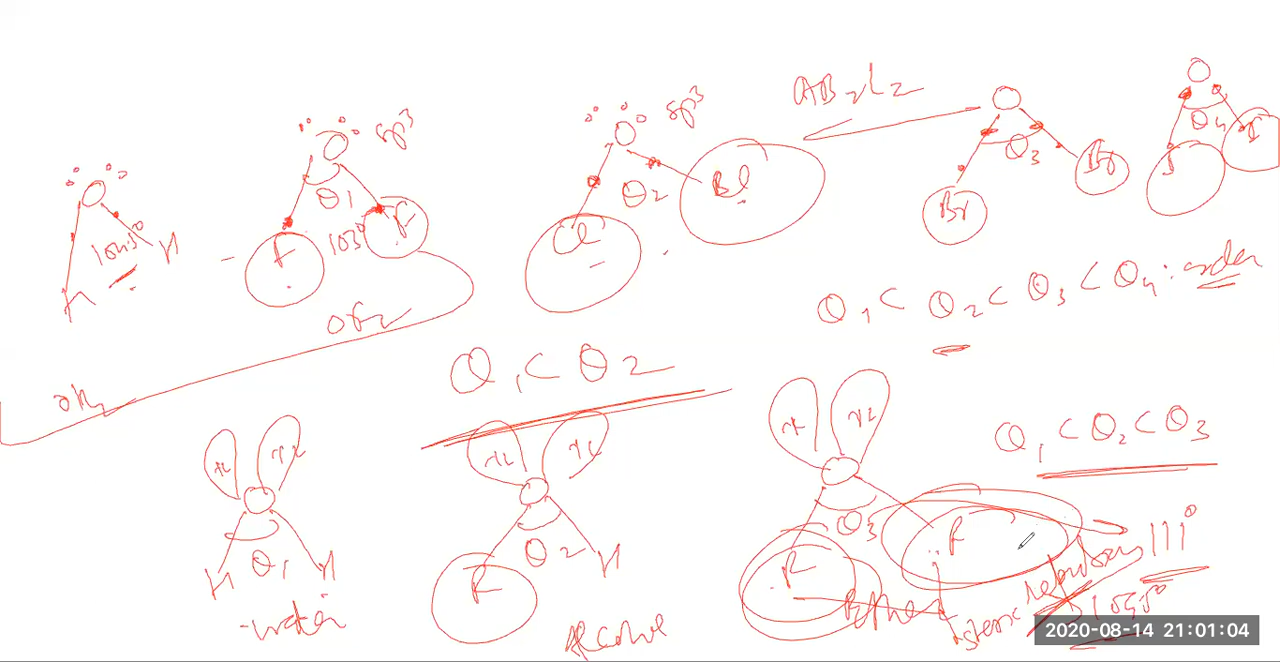 sp3
sp3
AB2L2
O
O
O
O
O
θ1
θ2
θ3
θ4
104.5°
H
H
F
103°
F
Cl
Br
Br
I
OF2
θ1 < θ2 < θ3 < θ4 : order
θ1 < θ2
θ1 < θ2 < θ3
H
θ1
H
water
R
θ2
H
R
θ3
R
Ether
steric repulsion
111°
2020-08-14 21:01:04